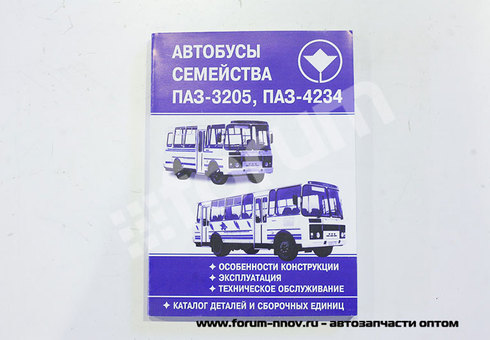 АВТОБУСЫ
СЕМЕЙСТВА
ПАЗ-3205, ПАЗ-4234
forum
ОСОБЕННОСТИ КОНСТРУКЦИИ
ЭКСПЛУАТАЦИЯ
ТЕХНИЧЕСКОЕ ОБСЛУЖИВАНИЕ
КАТАЛОГ ДЕТАЛЕЙ И СБОРОЧНЫХ ЕДИНИЦ
www.forum-nnov.ru - автозапчасти оптом